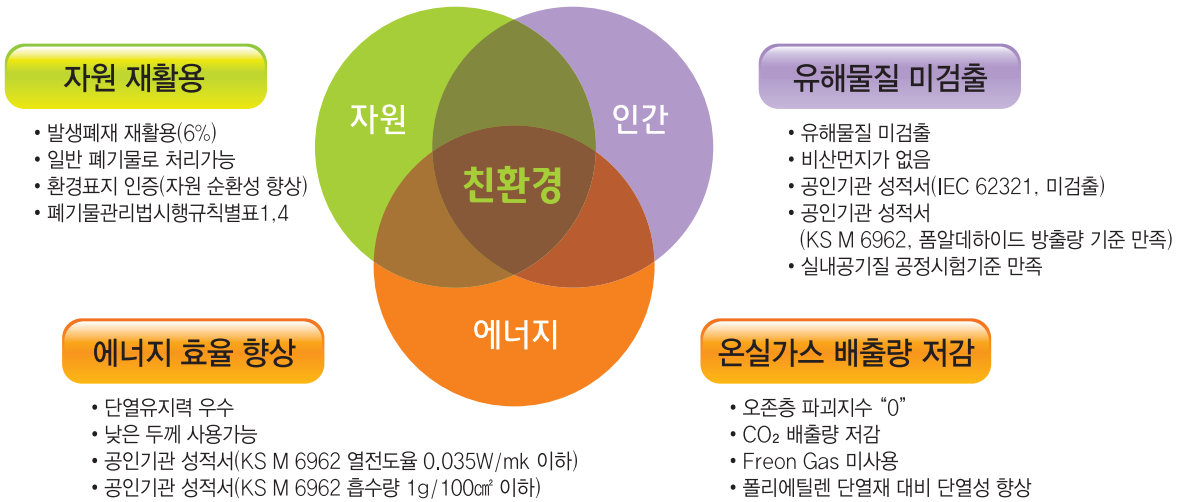 자원 재활용
• 발생폐재 재활용(6%)
• 일반 폐기물로 처리가능
• 환경표지 인증(자원 순환성 향상)
• 폐기물관리법시행규칙별표1,4
자원
인간
친환경
에너지
유해물질 미검출
• 유해물질 미검출
• 비산먼지가 없음
• 공인기관 성적서(IEC 62321, 미검출)
• 공인기관 성적서
(KS M 6962, 폼알데하이드 방출량 기준 만족)
• 실내공기질 공정시험기준 만족
에너지 효율 향상
• 단열유지력 우수
• 낮은 두께 사용가능
• 공인기관 성적서(KS M 6962 열전도율 0.035W/mk 이하)
• 공인기관 성적서(KS M 6962 흡수량 1g/100㎠ 이하)
온실가스 배출량 저감
• 오존층 파괴지수 “0”
• CO₂ 배출량 저감
• Freon Gas 미사용
• 폴리에틸렌 단열재 대비 단열성 향상